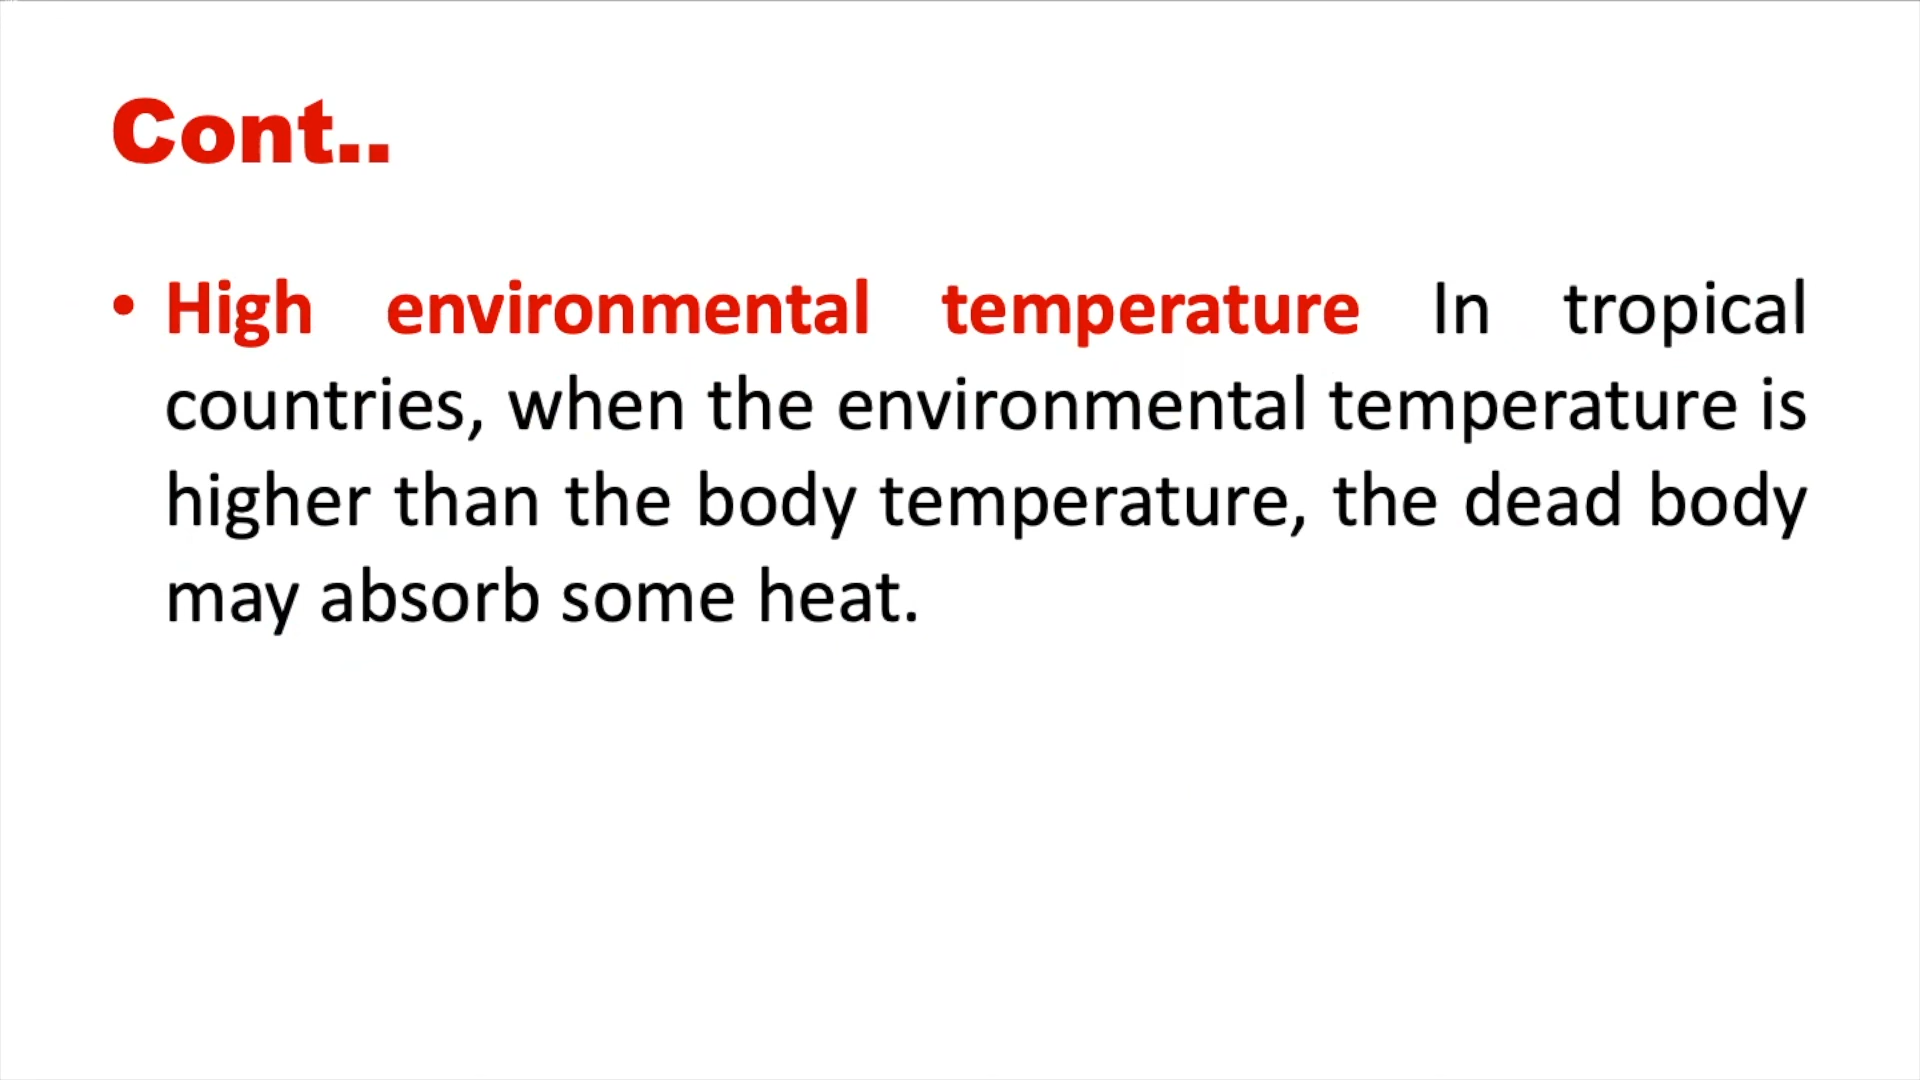 Cont..
• High environmental temperature In tropical
countries, when the environmental temperature is
higher than the body temperature, the dead body
may absorb some heat.